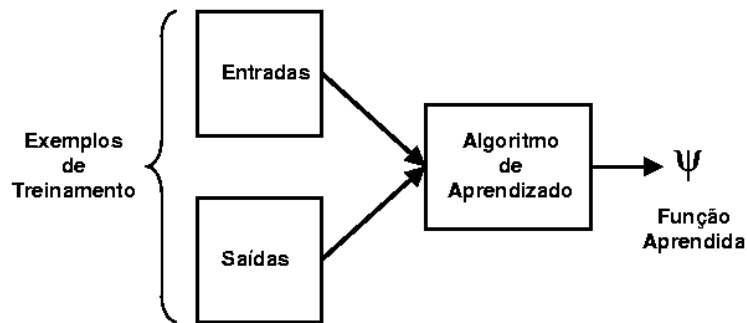 Exemplos
de
Treinamento
Entradas
Saídas
Algoritmo
de
Aprendizado
Ψ
Função
Aprendida